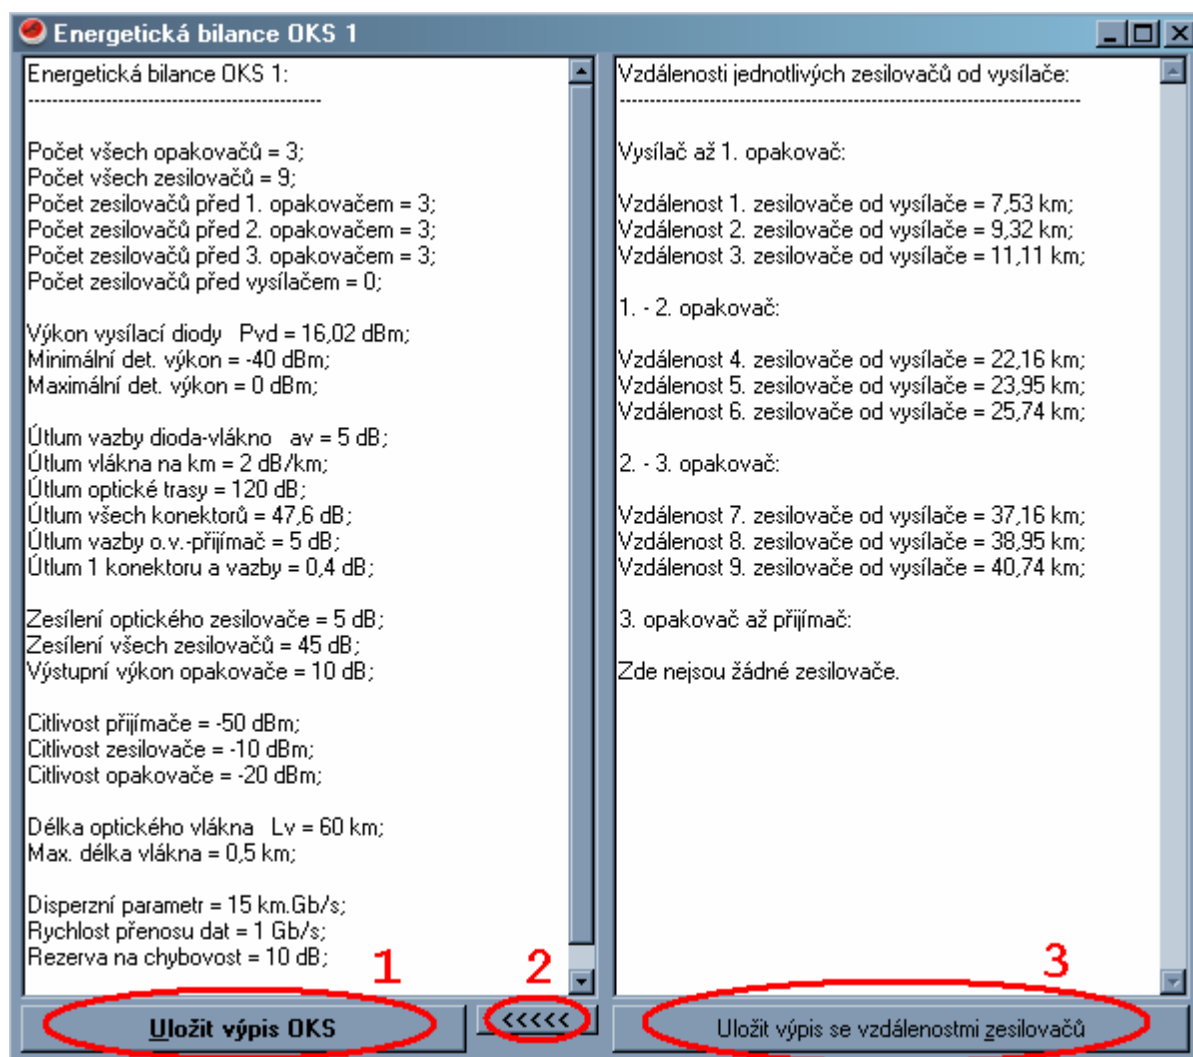 Energetická bilance OKS 1
Energetická bilance OKS 1:
-------------------------------------------------
Počet všech opakovačů = 3;
Počet všech zesilovačů = 9;
Počet zesilovačů před 1. opakovačem = 3;
Počet zesilovačů před 2. opakovačem = 3;
Počet zesilovačů před 3. opakovačem = 3;
Počet zesilovačů před vysílačem = 0;
Výkon vysílací diody Pvd = 16,02 dBm;
Minimální det. výkon = -40 dBm;
Maximální det. výkon = 0 dBm;
Útlum vazby dioda-vlákno av = 5 dB;
Útlum vlákna na km = 2 dB/km;
Útlum optické trasy = 120 dB;
Útlum všech konektorů = 47,6 dB;
Útlum vazby o.v.-přijímač = 5 dB;
Útlum 1 konektoru a vazby = 0,4 dB;
Zesílení optického zesilovače = 5 dB;
Zesílení všech zesilovačů = 45 dB;
Výstupní výkon opakovače = 10 dB;
Citlivost přijímače = -50 dBm;
Citlivost zesilovače = -10 dBm;
Citlivost opakovače = -20 dBm;
Délka optického vlákna Lv = 60 km;
Max. délka vlákna = 0,5 km;
Disperzní parametr = 15 km.Gb/s;
Rychlost přenosu dat = 1 Gb/s;
Rezerva na chybovost = 10 dB;
1
Uložit výpis OKS
2
<<<<<
Vzdálenosti jednotlivých zesilovačů od vysílače:
-----------------------------------------------------------------------------
Vysílač až 1. opakovač:
Vzdálenost 1. zesilovače od vysílače = 7,53 km;
Vzdálenost 2. zesilovače od vysílače = 9,32 km;
Vzdálenost 3. zesilovače od vysílače = 11,11 km;
1. - 2. opakovač:
Vzdálenost 4. zesilovače od vysílače = 22,16 km;
Vzdálenost 5. zesilovače od vysílače = 23,95 km;
Vzdálenost 6. zesilovače od vysílače = 25,74 km;
2. - 3. opakovač:
Vzdálenost 7. zesilovače od vysílače = 37,16 km;
Vzdálenost 8. zesilovače od vysílače = 38,95 km;
Vzdálenost 9. zesilovače od vysílače = 40,74 km;
3. opakovač až přijímač:
Zde nejsou žádné zesilovače.
3
Uložit výpis se vzdálenostmi zesilovačů